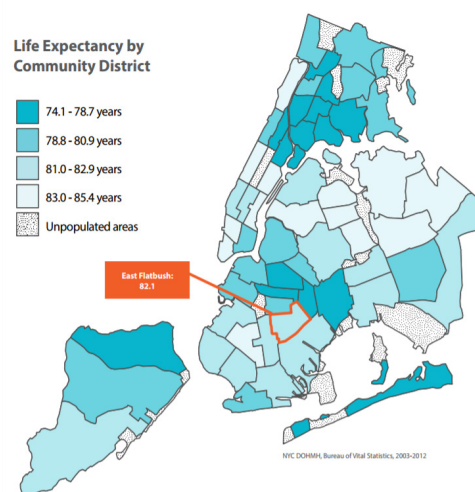 Life Expectancy by
Community District
74.1 - 78.7 years
78.8 - 80.9 years
81.0 - 82.9 years
83.0 - 85.4 years
Unpopulated areas
East Flatbush:
82.1
NYC DOHMH, Bureau of Vital Statistics, 2003-2012